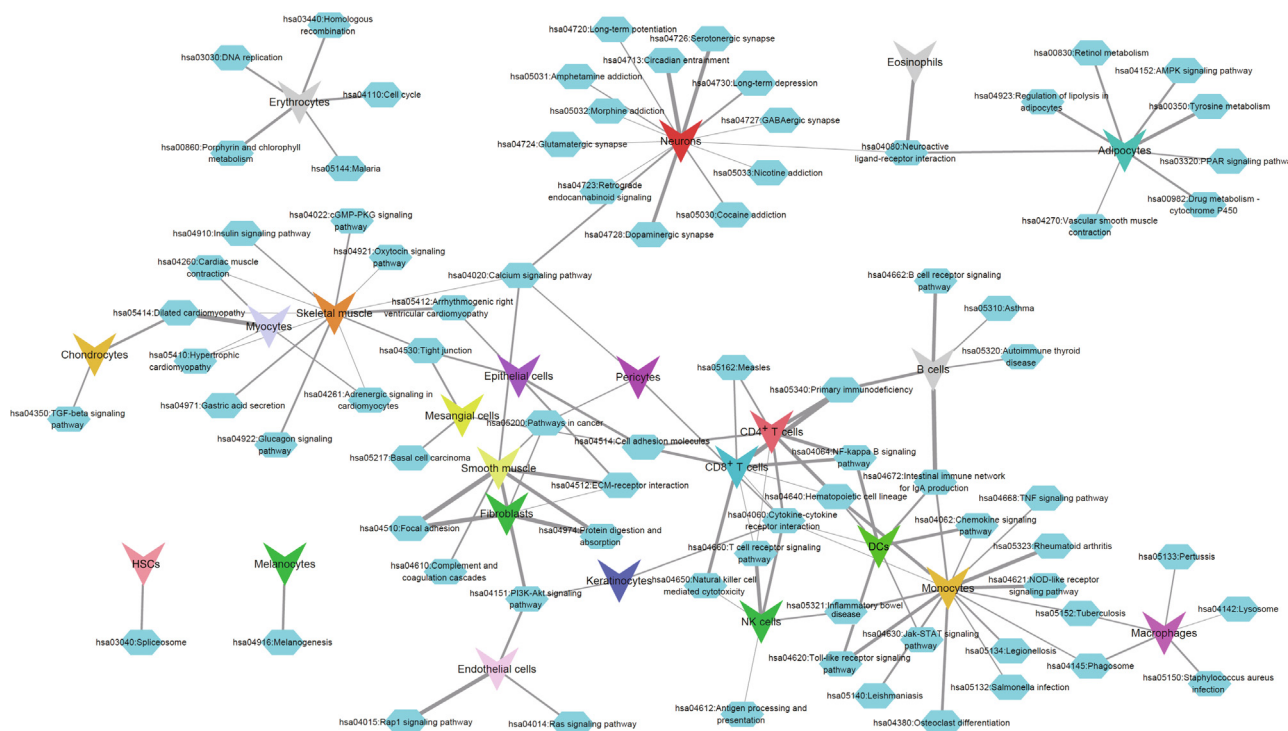 hsa03440:Homologous
recombination
hsa03030:DNA replication
Erythrocytes
hsa04110:Cell cycle
hsa00860:Porphyrin and chlorophyll
metabolism
hsa05144:Malaria
hsa04720:Long-term potentiation
hsa04726:Serotonergic synapse
hsa04713:Circadian entrainment
hsa05031:Amphetamine addiction
hsa04730:Long-term depression
hsa05032:Morphine addiction
hsa04727:GABAergic synapse
hsa04724:Glutamatergic synapse
Neurons
hsa04723:Retrograde
endocannabinoid signaling
hsa05033:Nicotine addiction
hsa05030:Cocaine addiction
hsa04728:Dopaminergic synapse
Eosinophils
hsa04080:Neuroactive
ligand-receptor interaction
hsa00830:Retinol metabolism
hsa04152:AMPK signaling pathway
hsa04923:Regulation of lipolysis in
adipocytes
hsa00350:Tyrosine metabolism
Adipocytes
hsa03320:PPAR signaling pathway
hsa00982:Drug metabolism -
cytochrome P450
hsa04270:Vascular smooth muscle
contraction
hsa04022:cGMP-PKG signaling
pathway
hsa04910:Insulin signaling pathway
hsa04921:Oxytocin signaling
pathway
hsa04260:Cardiac muscle
contraction
hsa04020:Calcium signaling pathway
hsa05412:Arrhythmogenic right
ventricular cardiomyopathy
hsa05414:Dilated cardiomyopathy
Skeletal muscle
Myocytes
Chondrocytes
hsa05410:Hypertrophic
cardiomyopathy
hsa04530:Tight junction
hsa04261:Adrenergic signaling in
cardiomyocytes
hsa04971:Gastric acid secretion
hsa04350:TGF-beta signaling
pathway
hsa04922:Glucagon signaling
pathway
Epithelial cells
Pericytes
Mesangial cells
hsa05200:Pathways in cancer
hsa04514:Cell adhesion molecules
hsa05217:Basal cell carcinoma
Smooth muscle
hsa04512:ECM-receptor interaction
Fibroblasts
hsa04510:Focal adhesion
hsa04974:Protein digestion and
absorption
hsa04610:Complement and
coagulation cascades
hsa04151:PI3K-Akt signaling
pathway
Keratinocytes
hsa04662:B cell receptor signaling
pathway
hsa05310:Asthma
hsa05320:Autoimmune thyroid
disease
B cells
hsa05162:Measles
hsa05340:Primary immunodeficiency
CD4+ T cells
hsa04064:NF-kappa B signaling
pathway
CD8+ T cells
hsa04672:Intestinal immune network
for IgA production
hsa04640:Hematopoietic cell lineage
hsa04668:TNF signaling pathway
hsa04060:Cytokine-cytokine
receptor interaction
hsa04062:Chemokine signaling
pathway
hsa04660:T cell receptor signaling
pathway
DCs
hsa05323:Rheumatoid arthritis
hsa05133:Pertussis
hsa04650:Natural killer cell
mediated cytotoxicity
Monocytes
hsa04621:NOD-like receptor
signaling pathway
hsa05321:Inflammatory bowel
disease
hsa05152:Tuberculosis
hsa04142:Lysosome
NK cells
hsa04630:Jak-STAT signaling
pathway
Macrophages
hsa05134:Legionellosis
hsa04620:Toll-like receptor signaling
pathway
hsa04145:Phagosome
hsa05132:Salmonella infection
hsa05150:Staphylococcus aureus
infection
hsa05140:Leishmaniasis
hsa04612:Antigen processing and
presentation
hsa04380:Osteoclast differentiation
HSCs
hsa03040:Spliceosome
Melanocytes
hsa04916:Melanogenesis
Endothelial cells
hsa04015:Rap1 signaling pathway
hsa04014:Ras signaling pathway